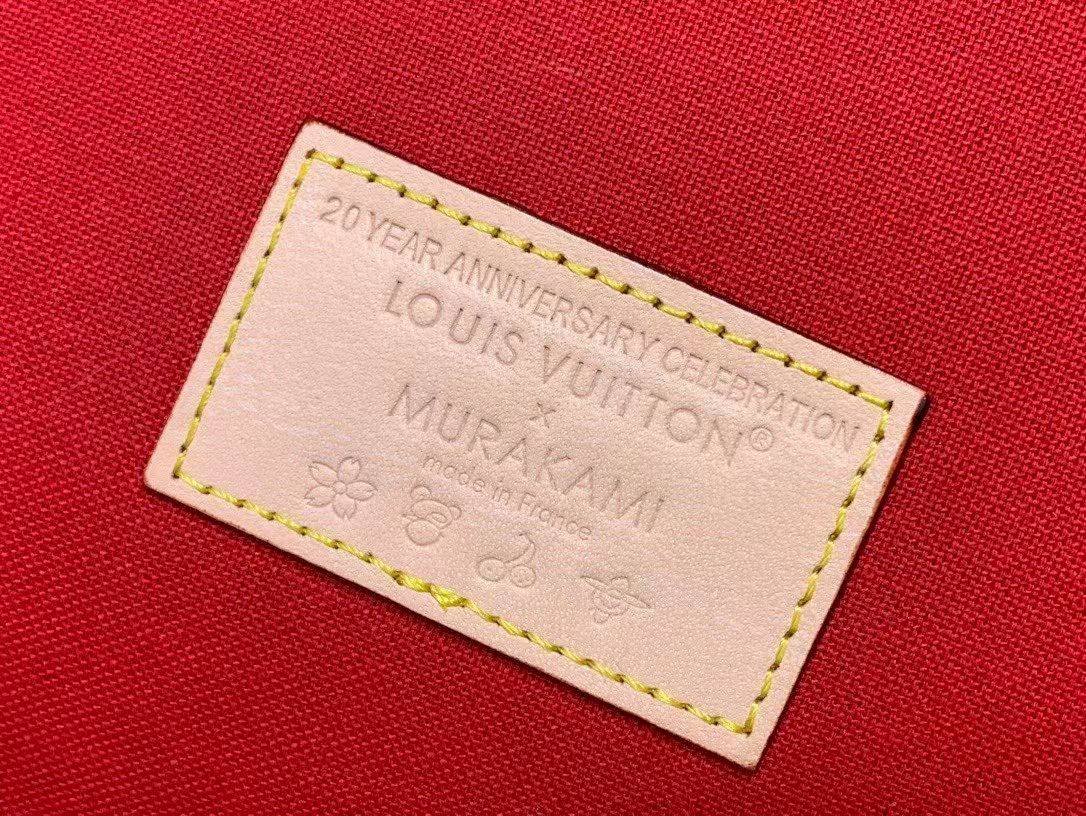 20 YEAR ANNIVERSARY CELEBRATION
LOUIS VUITTON®
x
MURAKAMI
made in France